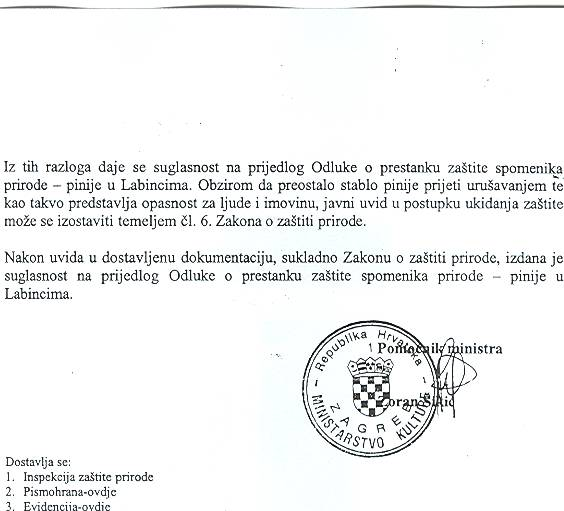 Iz tih razloga daje se suglasnost na prijedlog Odluke o prestanku zaštite spomenika
prirode – pinije u Labincima. Obzirom da preostalo stablo pinije prijeti urušavanjem te
kao takvo predstavlja opasnost za ljude i imovinu, javni uvid u postupku ukidanja zaštite
može se izostaviti temeljem čl. 6. Zakona o zaštiti prirode.
Nakon uvida u dostavljenu dokumentaciju, sukladno Zakonu o zaštiti prirode, izdana je
suglasnost na prijedlog Odluke o prestanku zaštite spomenika prirode – pinije u
Labincima.
Republika Hrvatska
1
Pomoćnik ministra
Zoran Šikić
ZAGREB
MINISTARSTVO KULTURE
Dostavlja se:
1. Inspekcija zaštite prirode
2. Pismohrana-ovdje
3. Evidencija-ovdje